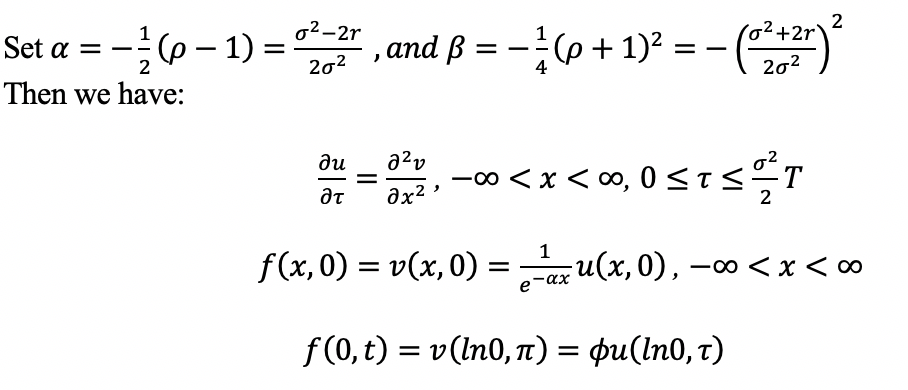 Set α = −½(ρ − 1) = (σ²−2r)/(2σ²) , and β = −¼(ρ + 1)² = −((σ²+2r)/(2σ²))²
Then we have:
∂u/∂τ = ∂²v/∂x² , −∞ < x < ∞, 0 ≤ τ ≤ (σ²/2)T
f(x, 0) = v(x, 0) = (1/e^(−αx))u(x, 0) , −∞ < x < ∞
f(0, t) = v(ln0, π) = ϕu(ln0, τ)